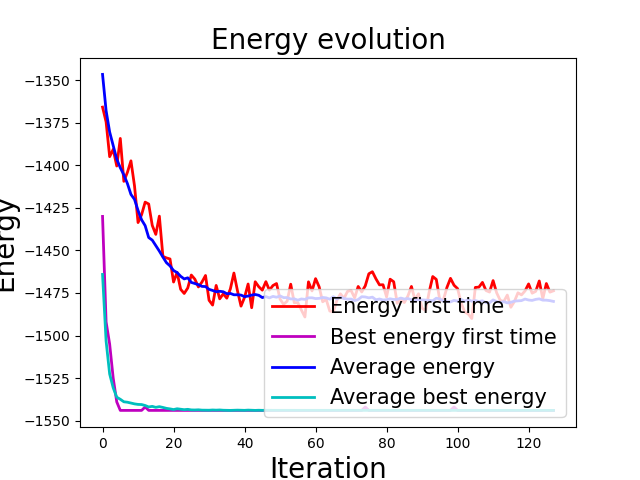 Energy evolution
Energy
−1350
−1375
−1400
−1425
−1450
−1475
−1500
−1525
−1550
Energy first time
Best energy first time
Average energy
Average best energy
0 20 40 60 80 100 120
Iteration